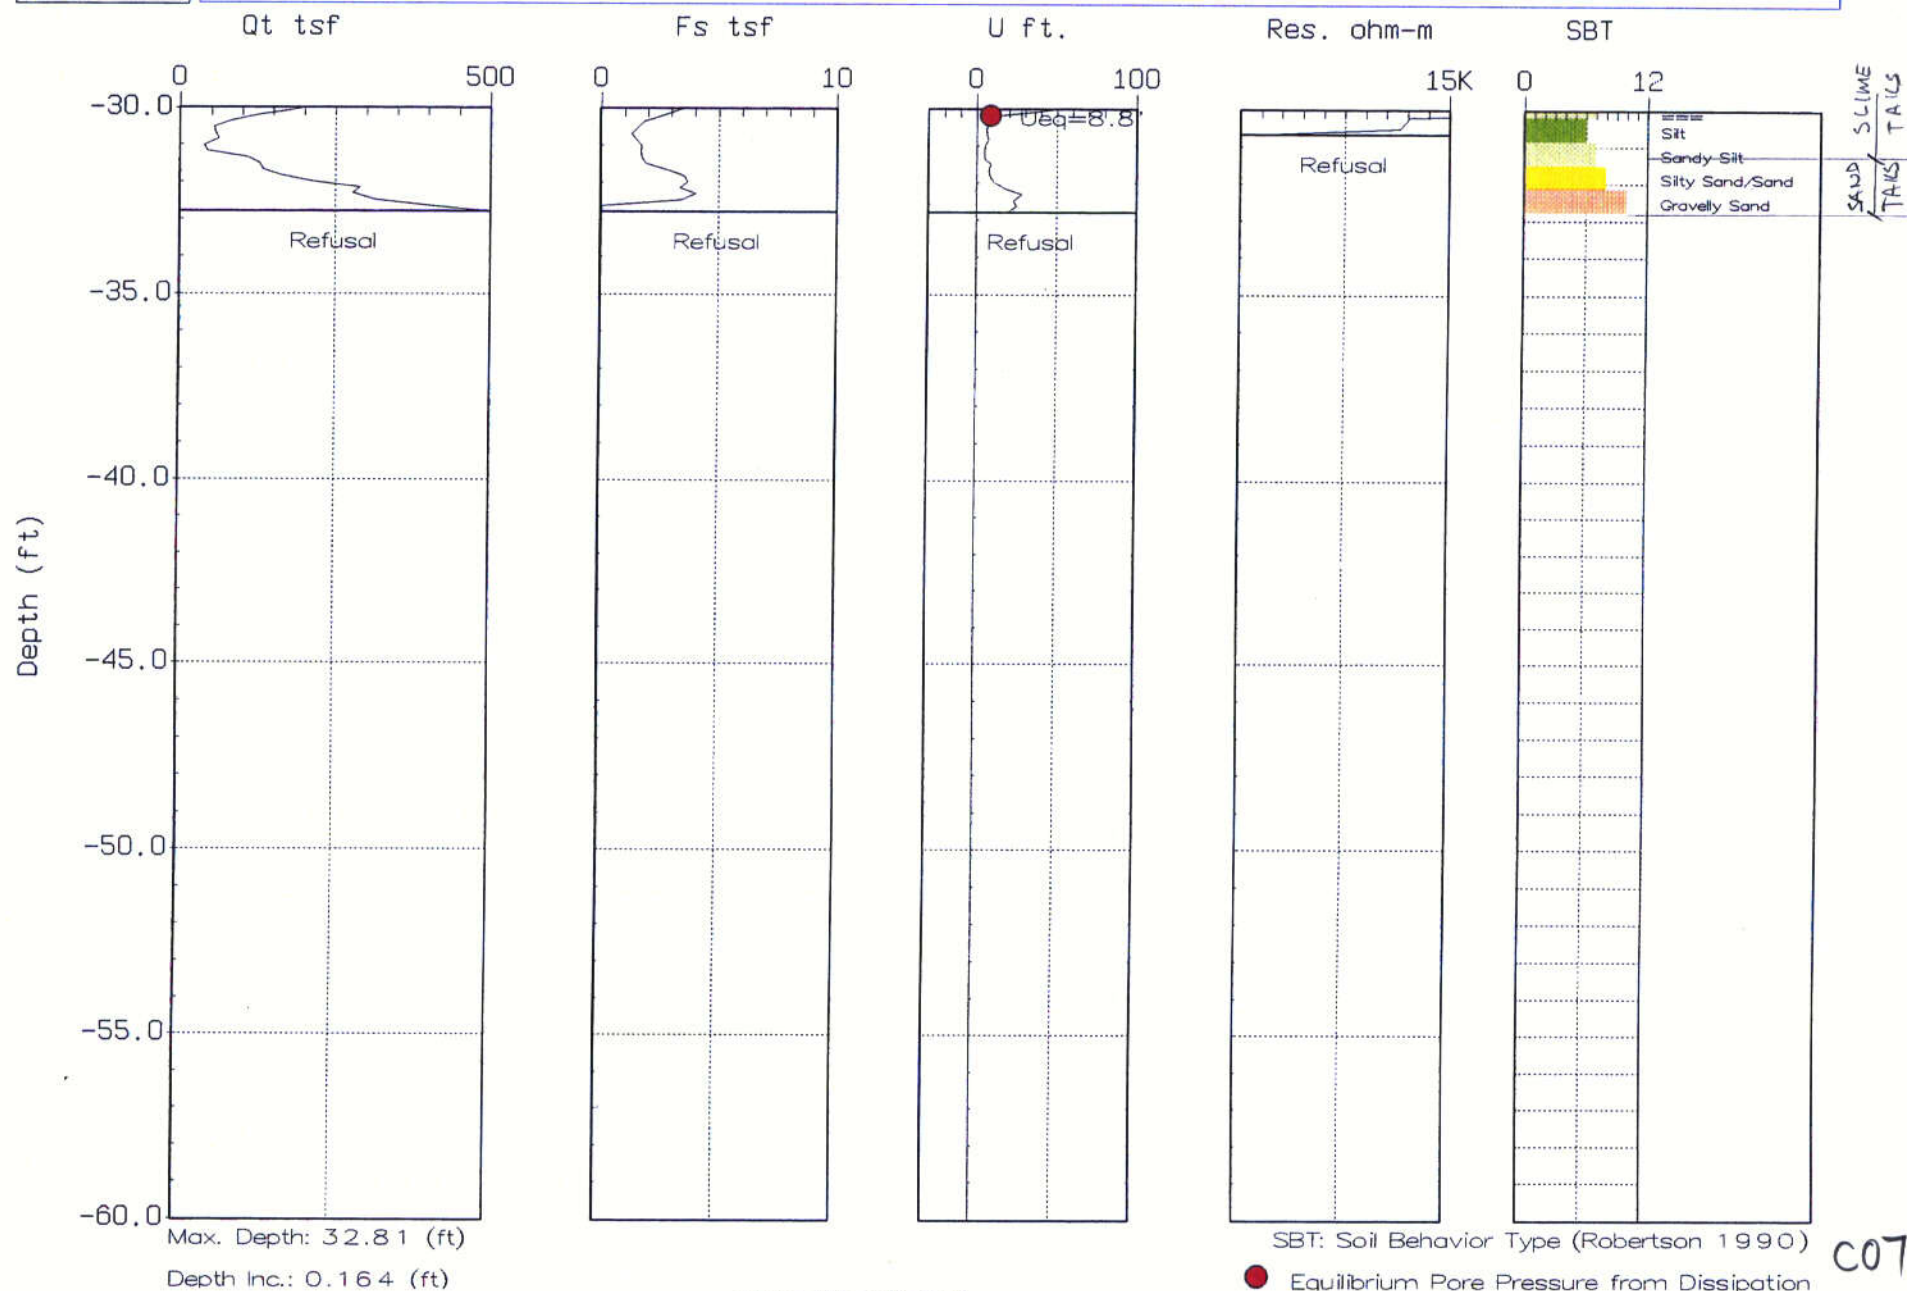 Qt tsf Fs tsf U ft. Res. ohm-m SBT
0 500 0 10 0 100 15K 0 12
SLIME
TAILS
SAND
TAILS
-30.0
Ueq=8.8
===
Silt
Sandy Silt
Silty Sand/Sand
Gravelly Sand
Refusal
Refusal Refusal Refusal
-35.0
-40.0
Depth (ft)
-45.0
-50.0
-55.0
-60.0
Max. Depth: 32.81 (ft)
Depth Inc.: 0.164 (ft)
SBT: Soil Behavior Type (Robertson 1990)
Equilibrium Pore Pressure from Dissipation
C07